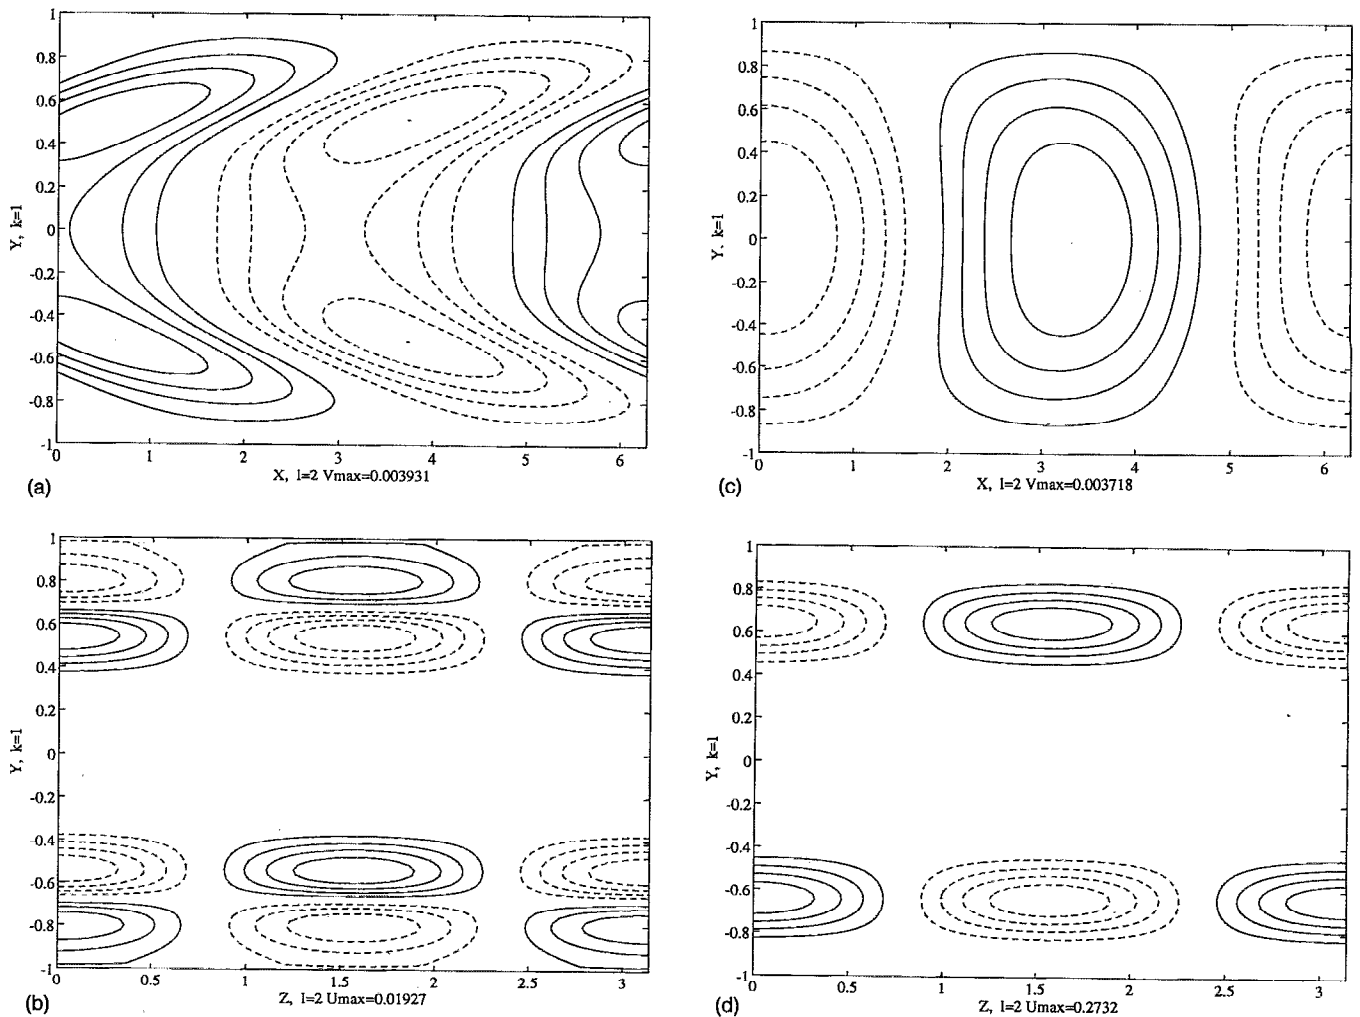 1
0.8
0.6
0.4
0.2
0
-0.2
-0.4
-0.6
-0.8
-1
Y, k=1
0 1 2 3 4 5 6
X, l=2 Vmax=0.003931
(a)
1
0.8
0.6
0.4
0.2
0
-0.2
-0.4
-0.6
-0.8
-1
Y. k=1
0 1 2 3 4 5 6
X, l=2 Vmax=0.003718
(c)
1
0.8
0.6
0.4
0.2
0
-0.2
-0.4
-0.6
-0.8
-1
Y, k=1
0 0.5 1 1.5 2 2.5 3
Z, l=2 Umax=0.01927
(b)
1
0.8
0.6
0.4
0.2
0
-0.2
-0.4
-0.6
-0.8
-1
Y, k=1
0 0.5 1 1.5 2 2.5 3
Z, l=2 Umax=0.2732
(d)